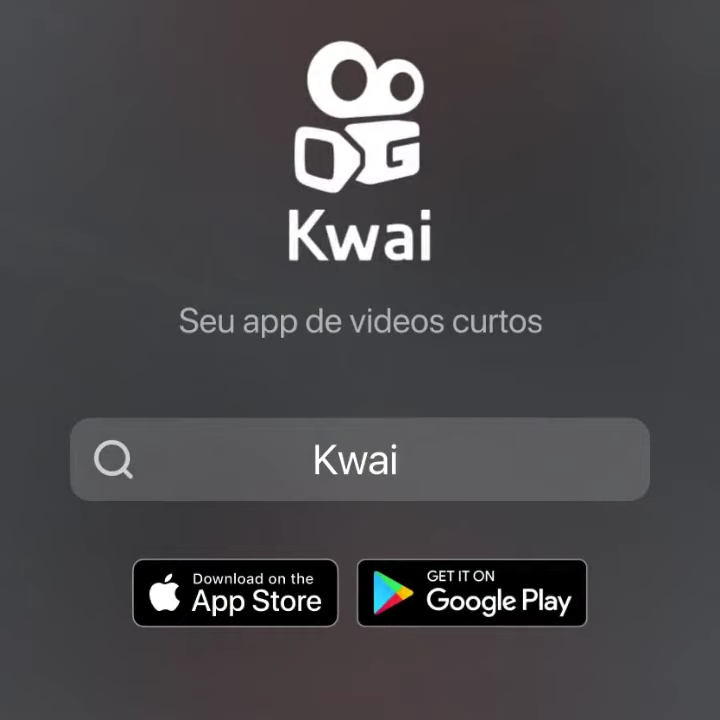 Kwai
Seu app de videos curtos
Kwai
Download on the
App Store
GET IT ON
Google Play